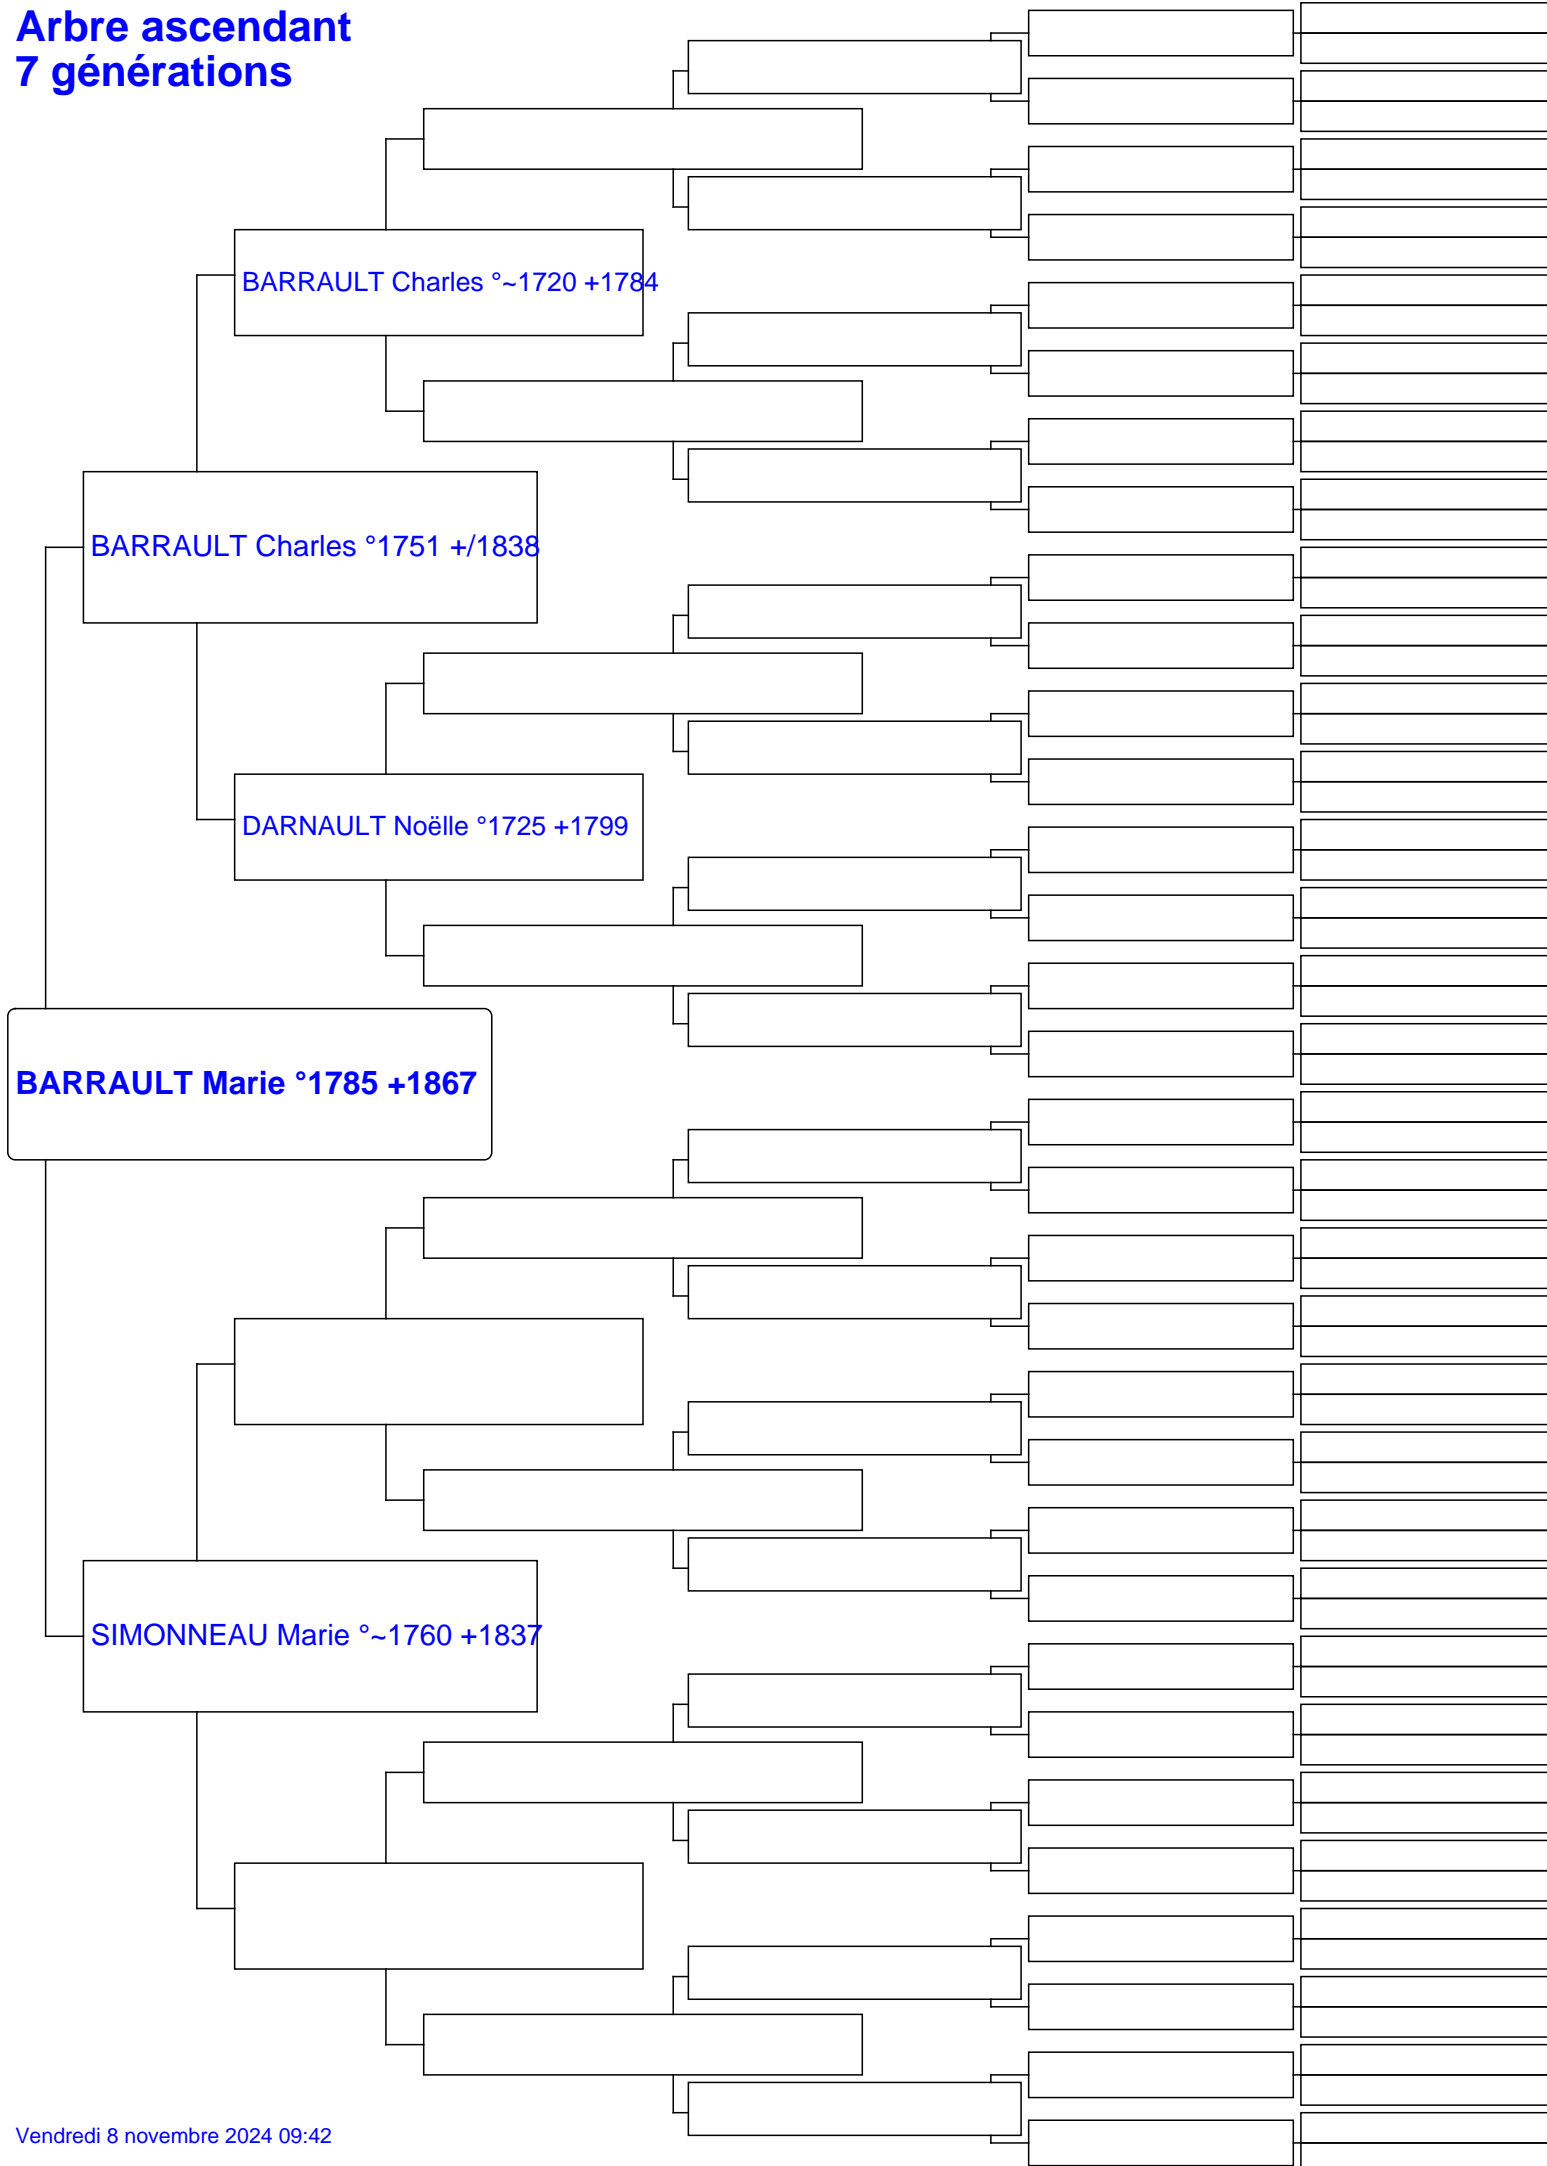 Arbre ascendant
7 générations
BARRAULT Charles °~1720 +1784
BARRAULT Charles °1751 +/1838
DARNAULT Noëlle °1725 +1799
BARRAULT Marie °1785 +1867
SIMONNEAU Marie °~1760 +1837
Vendredi 8 novembre 2024 09:42